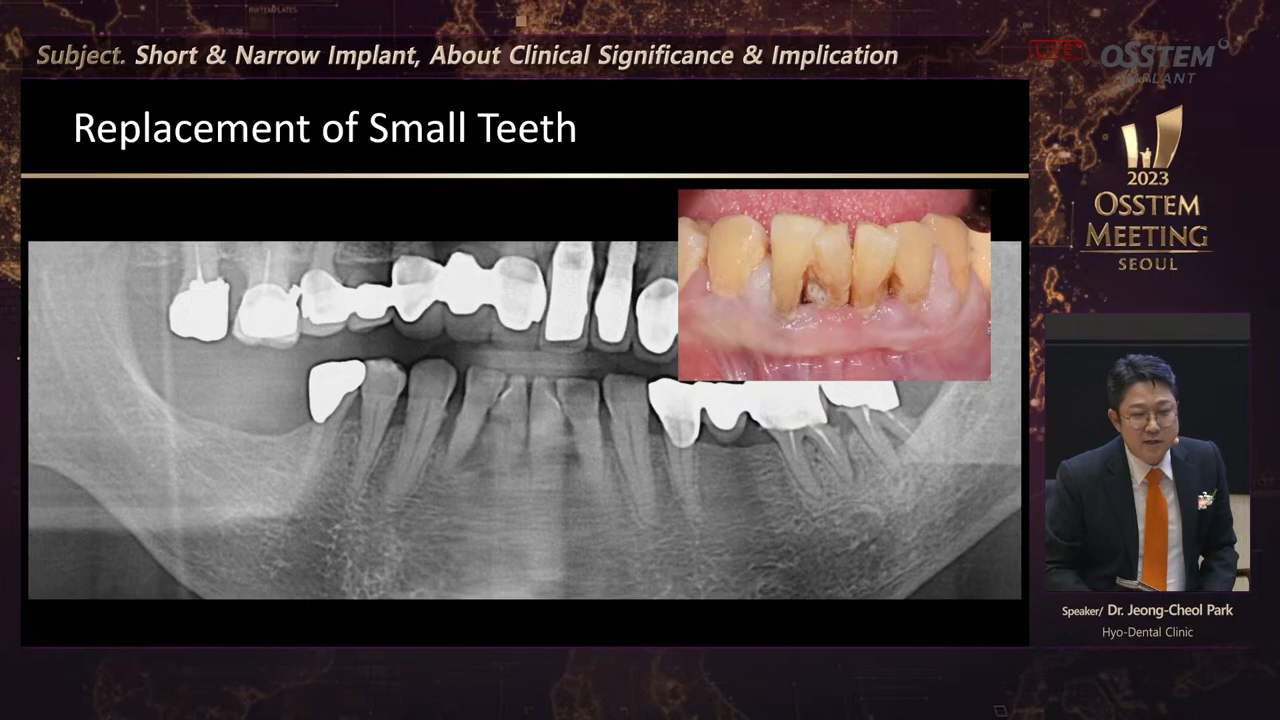 RWTEMPLATES
Subject. Short & Narrow Implant, About Clinical Significance & Implication
LIVE
OSSTEM
IMPLANT
Replacement of Small Teeth
2023
OSSTEM
MEETING
SEOUL
Speaker/ Dr. Jeong-Cheol Park
Hyo-Dental Clinic